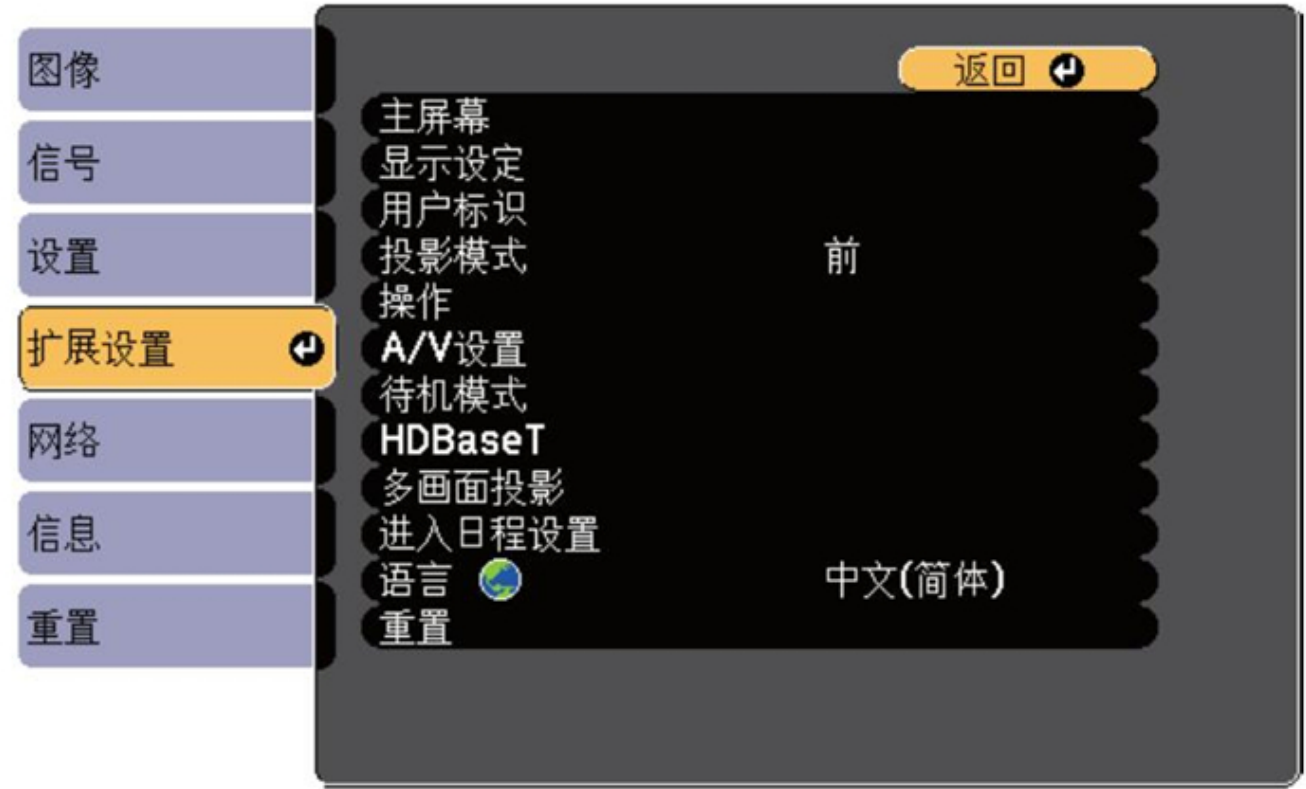 图像
信号
设置
扩展设置
网络
信息
重置
返回
主屏幕
显示设定
用户标识
投影模式 前
操作
A/V设置
待机模式
HDBaseT
多画面投影
进入日程设置
语言 中文(简体)
重置